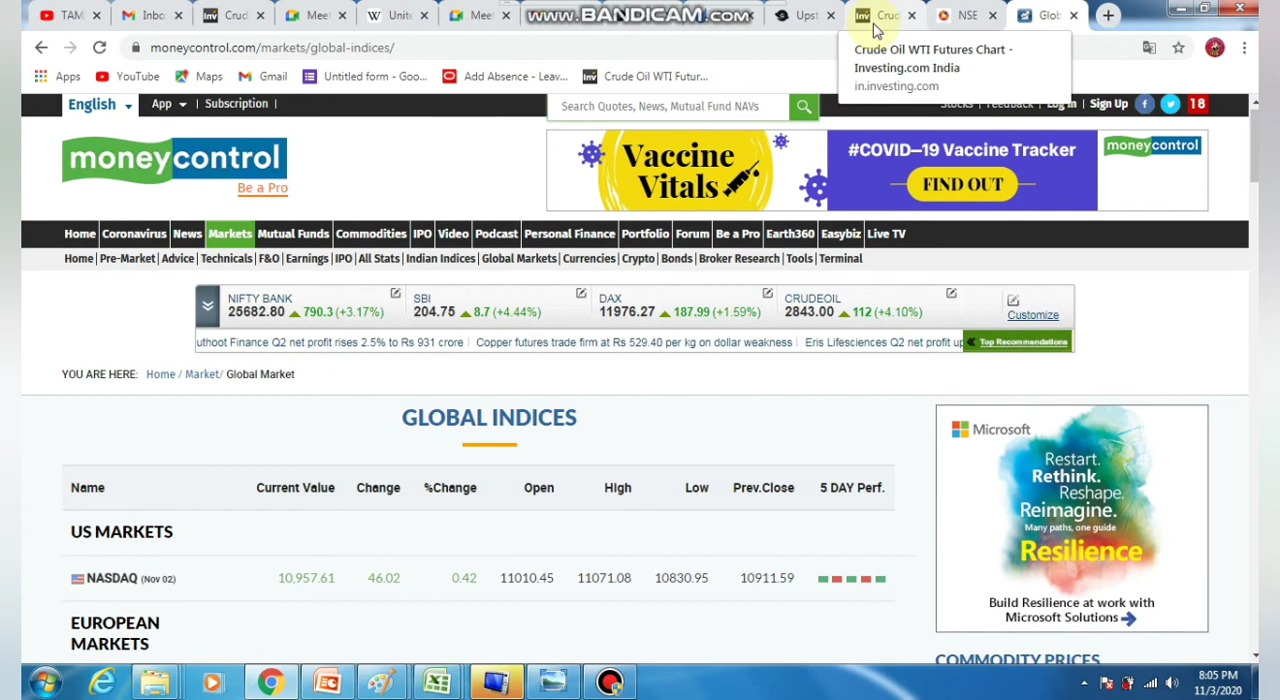 TAM
Inbo
Crud
Meet
Unite
Mee
www.BANDICAM.com
Upst
Crud
NSE
Glob
moneycontrol.com/markets/global-indices/
Crude Oil WTI Futures Chart -
Investing.com India
in.investing.com
Apps
YouTube
Maps
Gmail
Untitled form - Goo...
Add Absence - Leav...
Crude Oil WTI Futur...
English
App
Subscription
Search Quotes, News, Mutual Fund NAVs
Stocks
Feedback
Log In
Sign Up
18
moneycontrol
Be a Pro
Vaccine
Vitals
#COVID–19 Vaccine Tracker
FIND OUT
moneycontrol
Home Coronavirus News Markets Mutual Funds Commodities IPO Video Podcast Personal Finance Portfolio Forum Be a Pro Earth360 Easybiz Live TV
Home | Pre-Market | Advice | Technicals | F&O | Earnings | IPO | All Stats | Indian Indices | Global Markets | Currencies | Crypto | Bonds | Broker Research | Tools | Terminal
NIFTY BANK
25682.80 790.3 (+3.17%)
SBI
204.75 8.7 (+4.44%)
DAX
11976.27 187.99 (+1.59%)
CRUDEOIL
2843.00 112 (+4.10%)
Customize
uthoot Finance Q2 net profit rises 2.5% to Rs 931 crore | Copper futures trade firm at Rs 529.40 per kg on dollar weakness | Eris Lifesciences Q2 net profit up
Top Recommendations
YOU ARE HERE: Home / Market/ Global Market
GLOBAL INDICES
Name Current Value Change %Change Open High Low Prev.Close 5 DAY Perf.
US MARKETS
NASDAQ (Nov 02) 10,957.61 46.02 0.42 11010.45 11071.08 10830.95 10911.59
EUROPEAN
MARKETS
Microsoft
Restart.
Rethink.
Reshape.
Reimagine.
Many paths, one guide
Resilience
Build Resilience at work with
Microsoft Solutions
COMMODITY PRICES
8:05 PM
11/3/2020